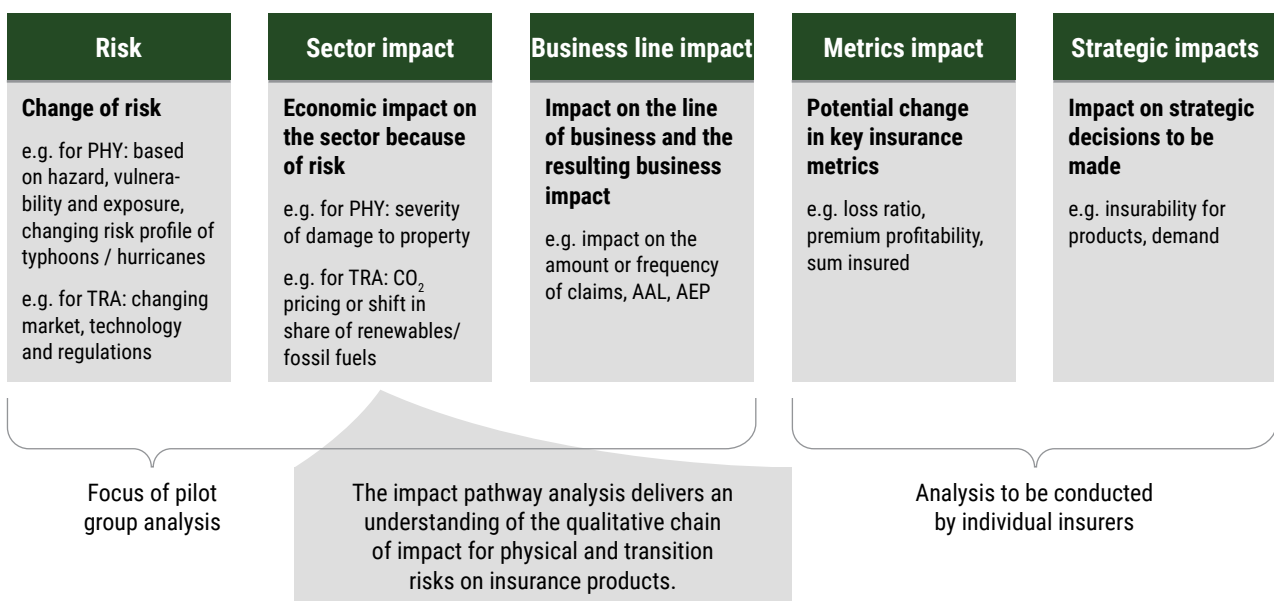 Risk
Change of risk
e.g. for PHY: based
on hazard, vulnera-
bility and exposure,
changing risk profile of
typhoons / hurricanes
e.g. for TRA: changing
market, technology
and regulations
Sector impact
Economic impact on
the sector because
of risk
e.g. for PHY: severity
of damage to property
e.g. for TRA: CO₂
pricing or shift in
share of renewables/
fossil fuels
Business line impact
Impact on the line
of business and the
resulting business
impact
e.g. impact on the
amount or frequency
of claims, AAL, AEP
Metrics impact
Potential change
in key insurance
metrics
e.g. loss ratio,
premium profitability,
sum insured
Strategic impacts
Impact on strategic
decisions to be
made
e.g. insurability for
products, demand
Focus of pilot
group analysis
The impact pathway analysis delivers an
understanding of the qualitative chain
of impact for physical and transition
risks on insurance products.
Analysis to be conducted
by individual insurers